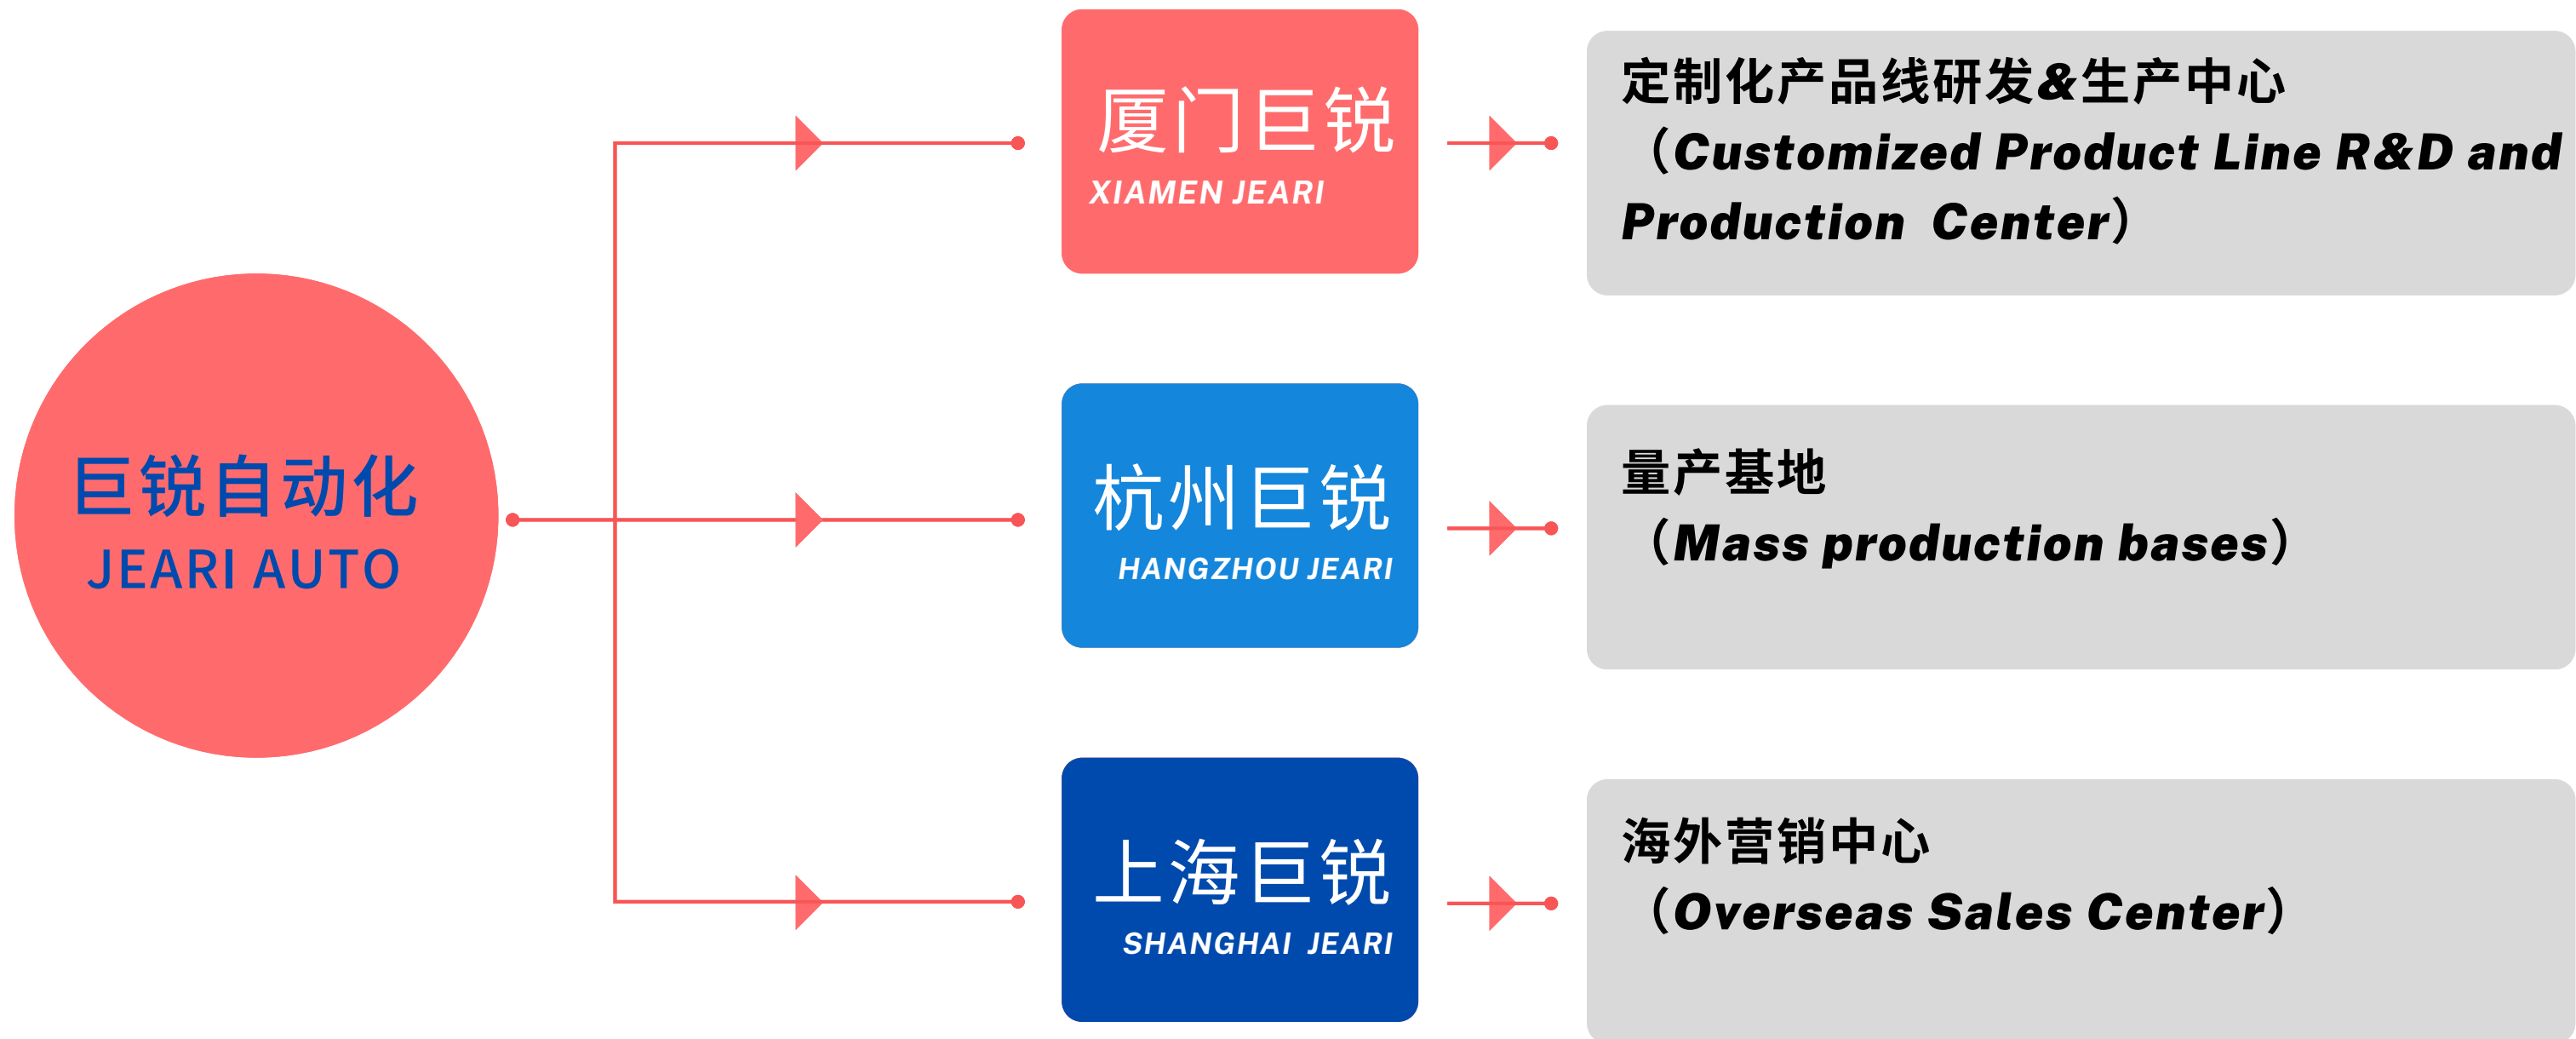 巨锐自动化
JEARI AUTO
厦门巨锐
XIAMEN JEARI
定制化产品线研发&生产中心
（Customized Product Line R&D and
Production Center）
杭州巨锐
HANGZHOU JEARI
量产基地
（Mass production bases）
上海巨锐
SHANGHAI JEARI
海外营销中心
（Overseas Sales Center）